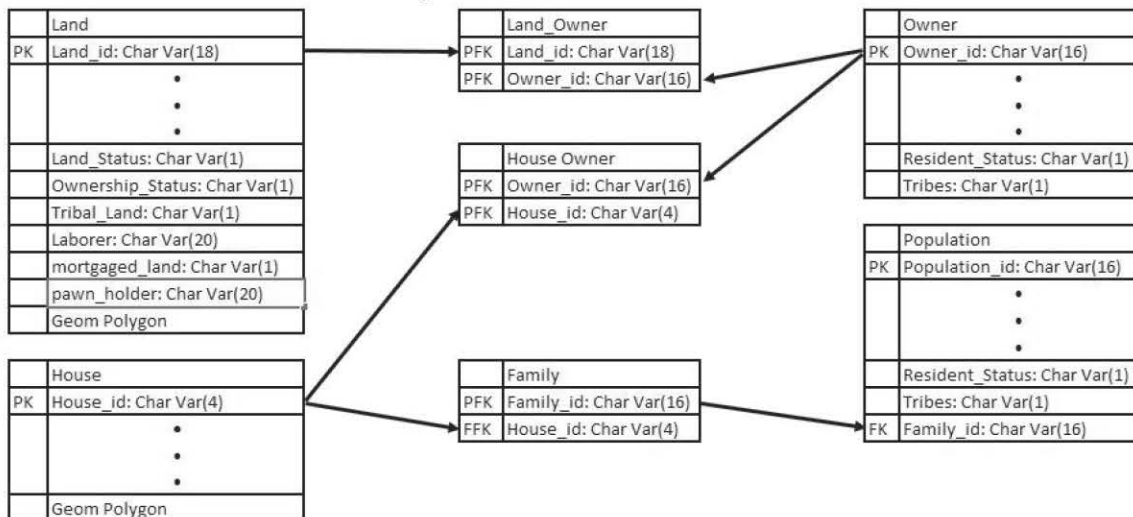 Land
PK Land_id: Char Var(18)
Land_Status: Char Var(1)
Ownership_Status: Char Var(1)
Tribal_Land: Char Var(1)
Laborer: Char Var(20)
mortgaged_land: Char Var(1)
pawn_holder: Char Var(20)
Geom Polygon
House
PK House_id: Char Var(4)
Geom Polygon
Land_Owner
PFK Land_id: Char Var(18)
PFK Owner_id: Char Var(16)
House Owner
PFK Owner_id: Char Var(16)
PFK House_id: Char Var(4)
Family
PFK Family_id: Char Var(16)
FFK House_id: Char Var(4)
Owner
PK Owner_id: Char Var(16)
Resident_Status: Char Var(1)
Tribes: Char Var(1)
Population
PK Population_id: Char Var(16)
Resident_Status: Char Var(1)
Tribes: Char Var(1)
FK Family_id: Char Var(16)